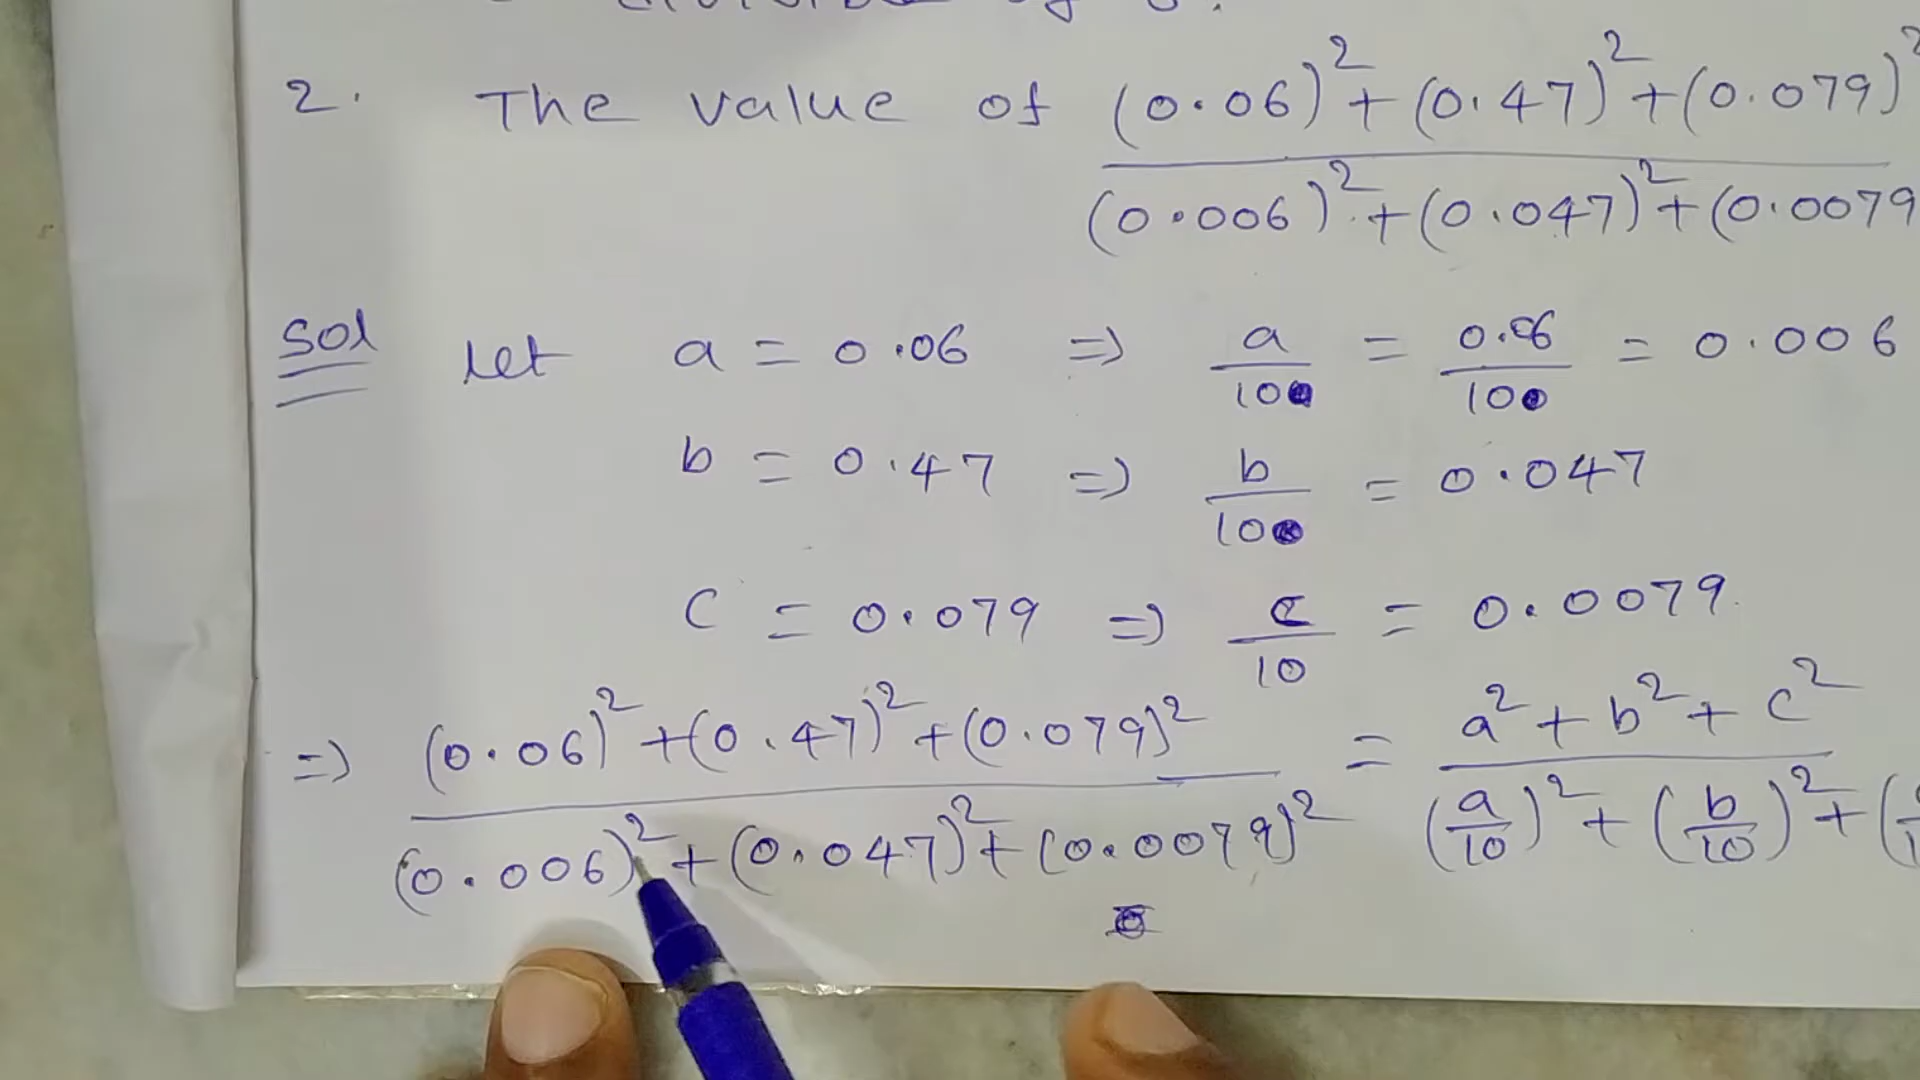 2. The value of (0.06)² + (0.47)² + (0.079)²
(0.006)² + (0.047)² + (0.0079
Sol Let a = 0.06 => a/10 = 0.06/10 = 0.006
b = 0.47 => b/10 = 0.047
c = 0.079 => c/10 = 0.0079
=> (0.06)² + (0.47)² + (0.079)² = a² + b² + c²
(0.006)² + (0.047)² + (0.0079)² (a/10)² + (b/10)² + (